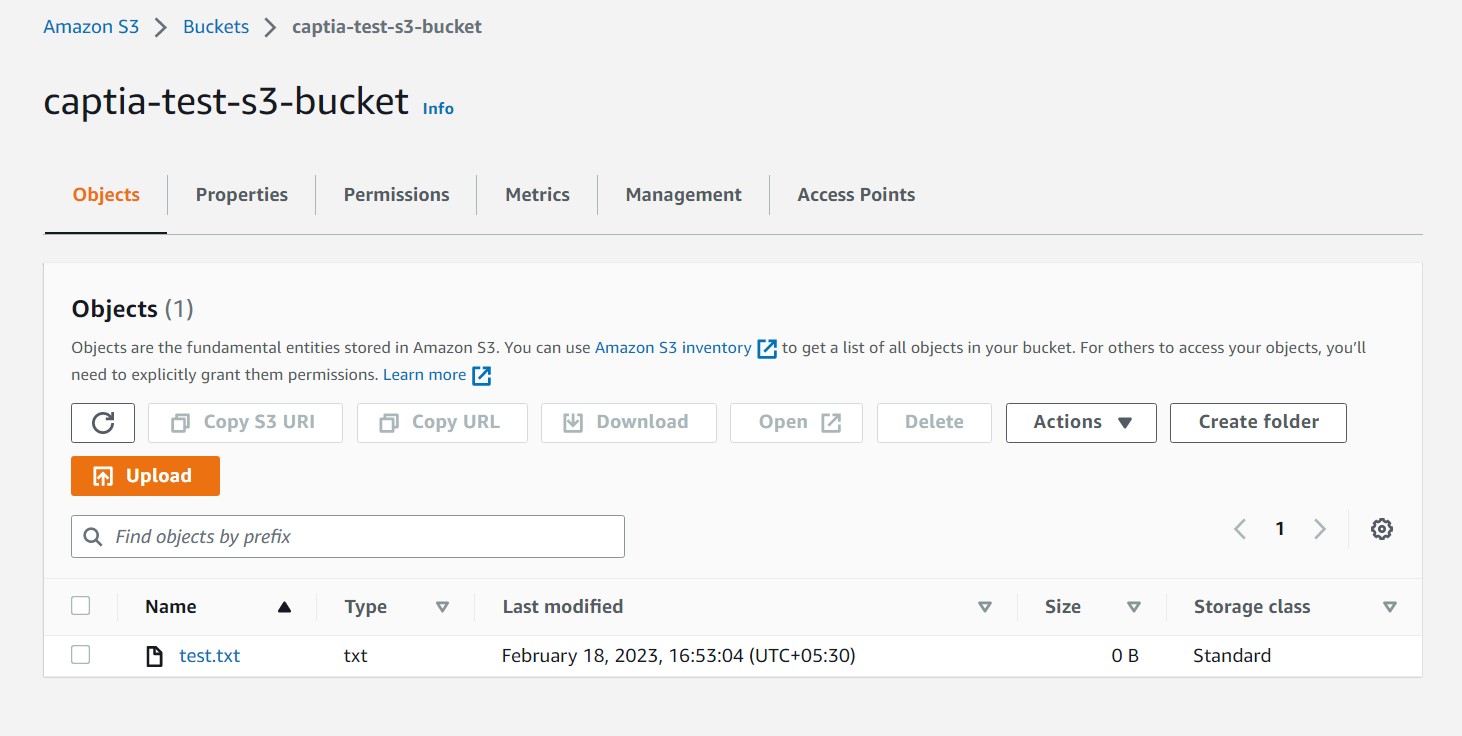 Amazon S3 > Buckets > captia-test-s3-bucket
captia-test-s3-bucket Info
Objects Properties Permissions Metrics Management Access Points
Objects (1)
Objects are the fundamental entities stored in Amazon S3. You can use Amazon S3 inventory to get a list of all objects in your bucket. For others to access your objects, you'll
need to explicitly grant them permissions. Learn more
Copy S3 URI Copy URL Download Open Delete Actions Create folder
Upload
Find objects by prefix
1
Name Type Last modified Size Storage class
test.txt txt February 18, 2023, 16:53:04 (UTC+05:30) 0 B Standard